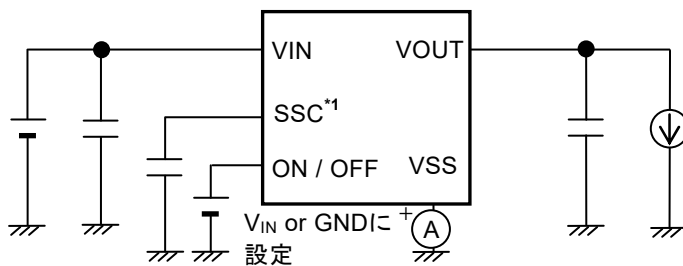 VIN VOUT
SSC*1
ON / OFF VSS
VIN or GNDに + A
設定